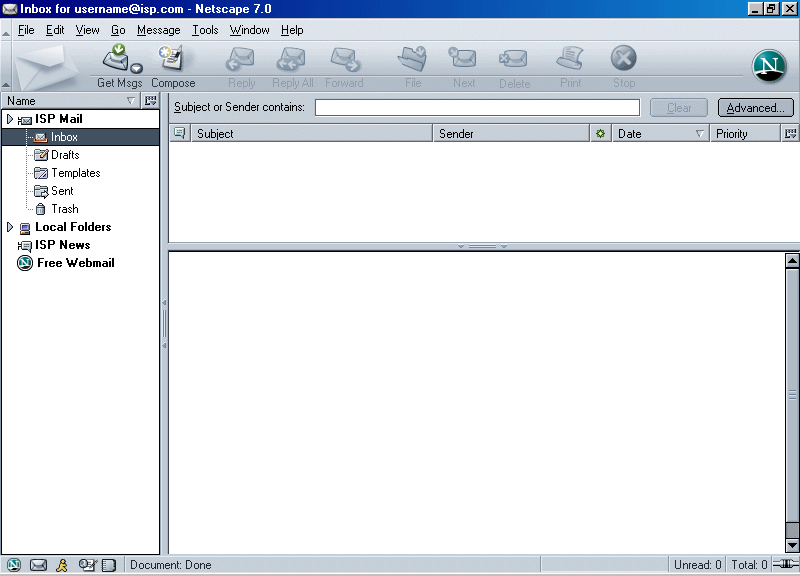 Inbox for username@isp.com - Netscape 7.0
File Edit View Go Message Tools Window Help
Get Msgs Compose Reply Reply All Forward File Next Delete Print Stop
N
Name
Subject or Sender contains: Clear Advanced...
ISP Mail
Subject Sender Date Priority
Inbox
Drafts
Templates
Sent
Trash
Local Folders
ISP News
Free Webmail
Document: Done Unread: 0 Total: 0